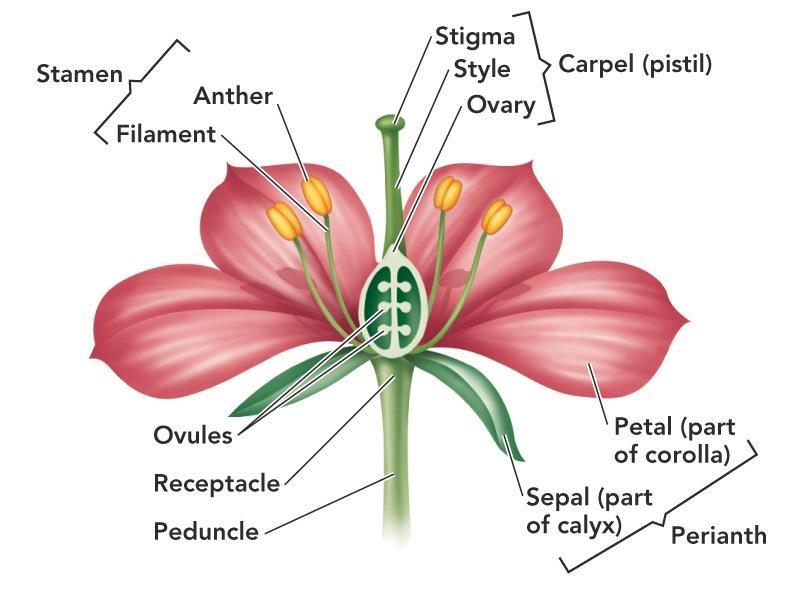 Stigma
Style
Ovary
Carpel (pistil)
Stamen
Anther
Filament
Ovules
Receptacle
Peduncle
Petal (part
of corolla)
Sepal (part
of calyx)
Perianth